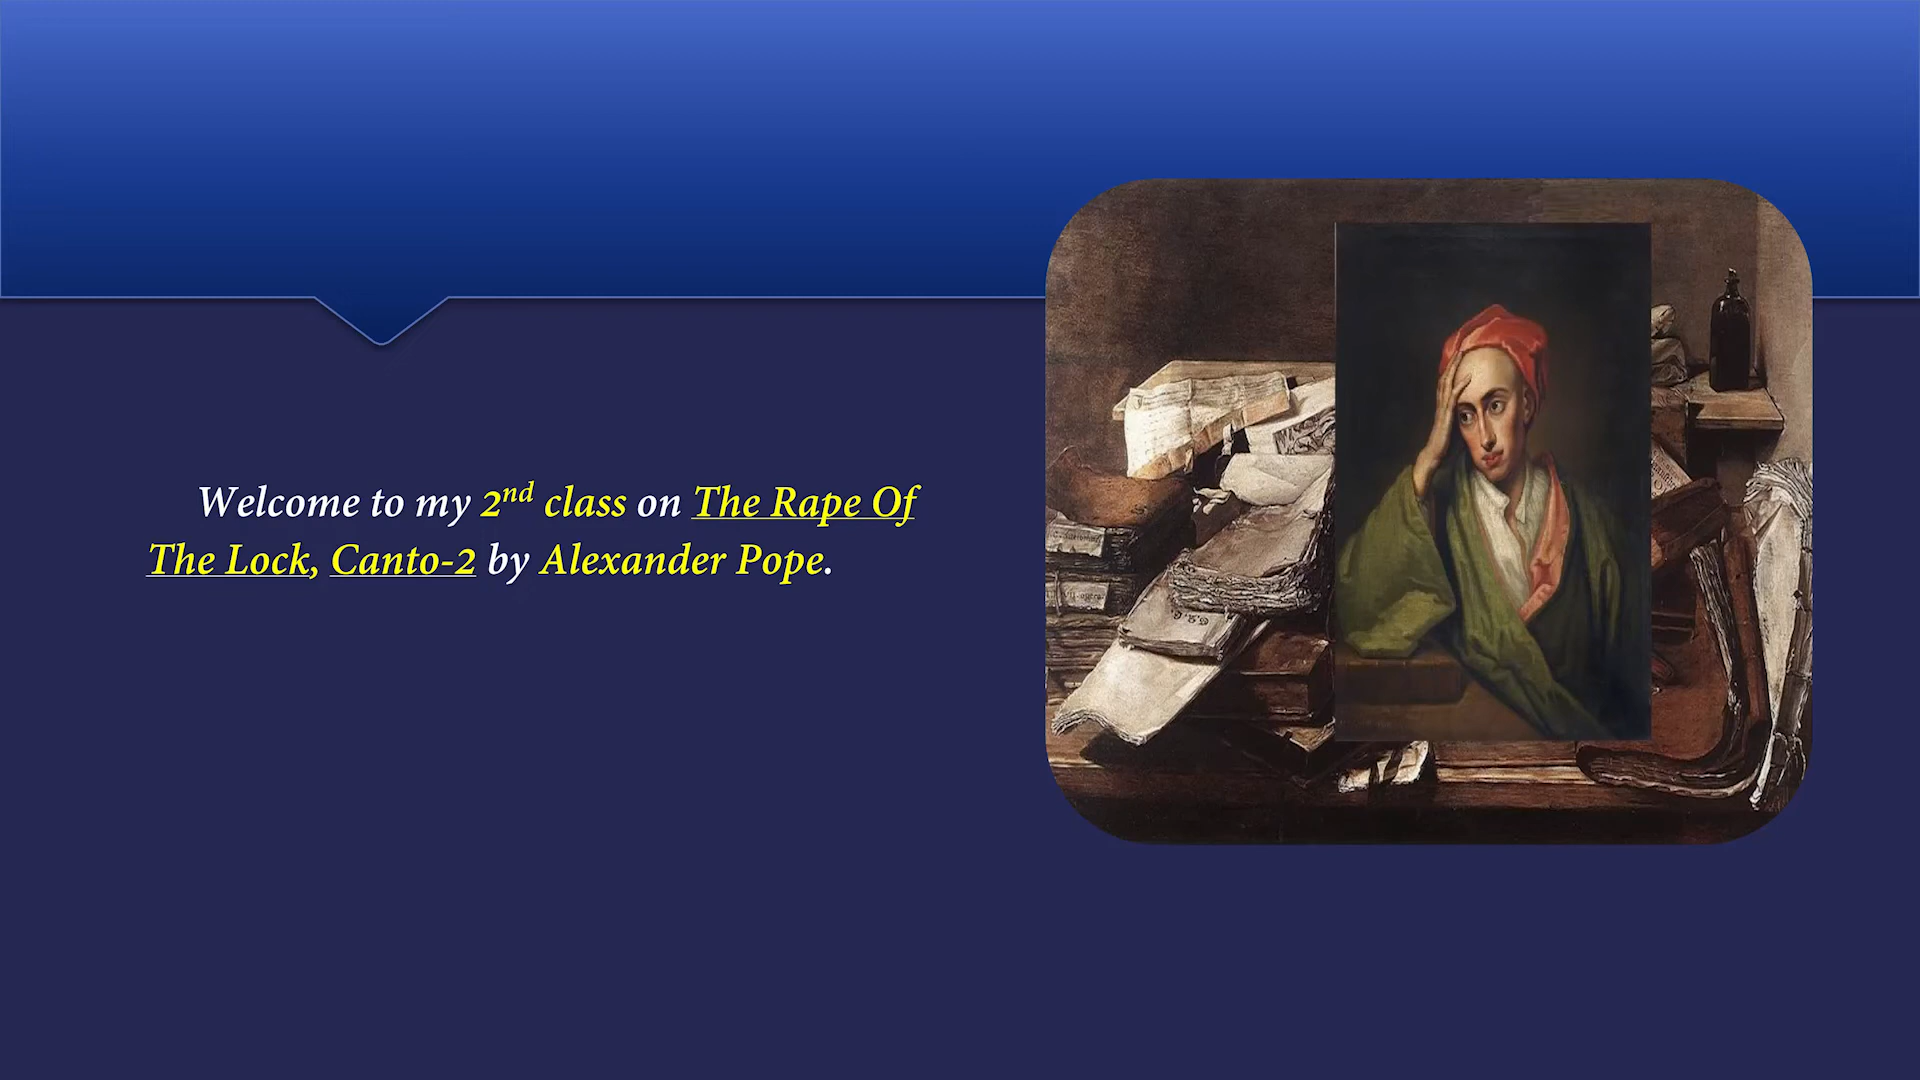 Welcome to my 2nd class on The Rape Of
The Lock, Canto-2 by Alexander Pope.